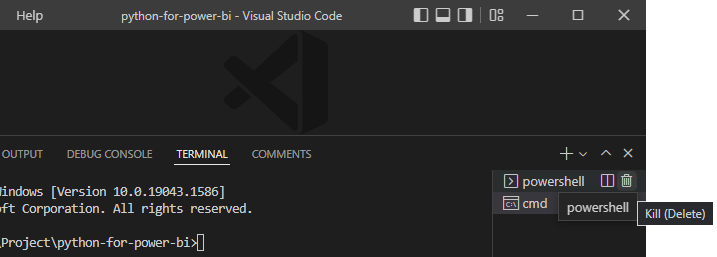 Help python-for-power-bi - Visual Studio Code
OUTPUT DEBUG CONSOLE TERMINAL COMMENTS
indows [Version 10.0.19043.1586]
oft Corporation. All rights reserved.
\Project\python-for-power-bi>
powershell
cmd
powershell
Kill (Delete)